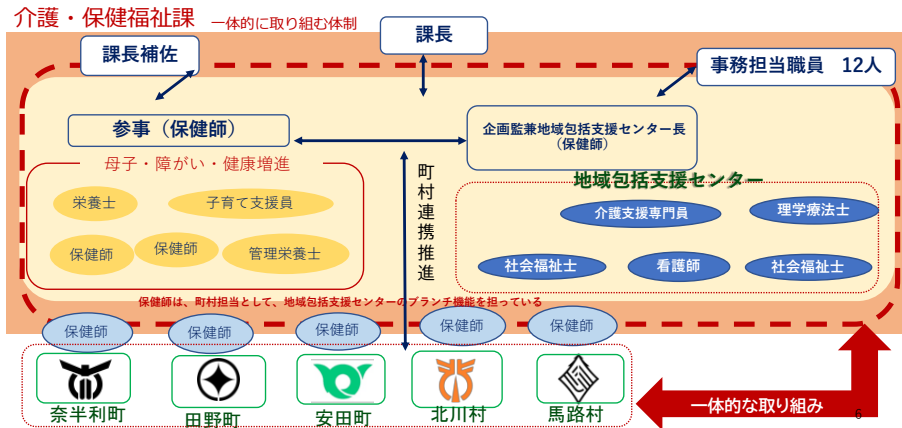 介護・保健福祉課
一体的に取り組む体制
課長
課長補佐
事務担当職員　12人
参事（保健師）
企画監兼地域包括支援センター長
（保健師）
母子・障がい・健康増進
栄養士
子育て支援員
保健師
保健師
管理栄養士
町村連携推進
地域包括支援センター
介護支援専門員
理学療法士
社会福祉士
看護師
社会福祉士
保健師は、町村担当として、地域包括支援センターのブランチ機能を担っている
保健師
保健師
保健師
保健師
保健師
奈半利町
田野町
安田町
北川村
馬路村
一体的な取り組み
6